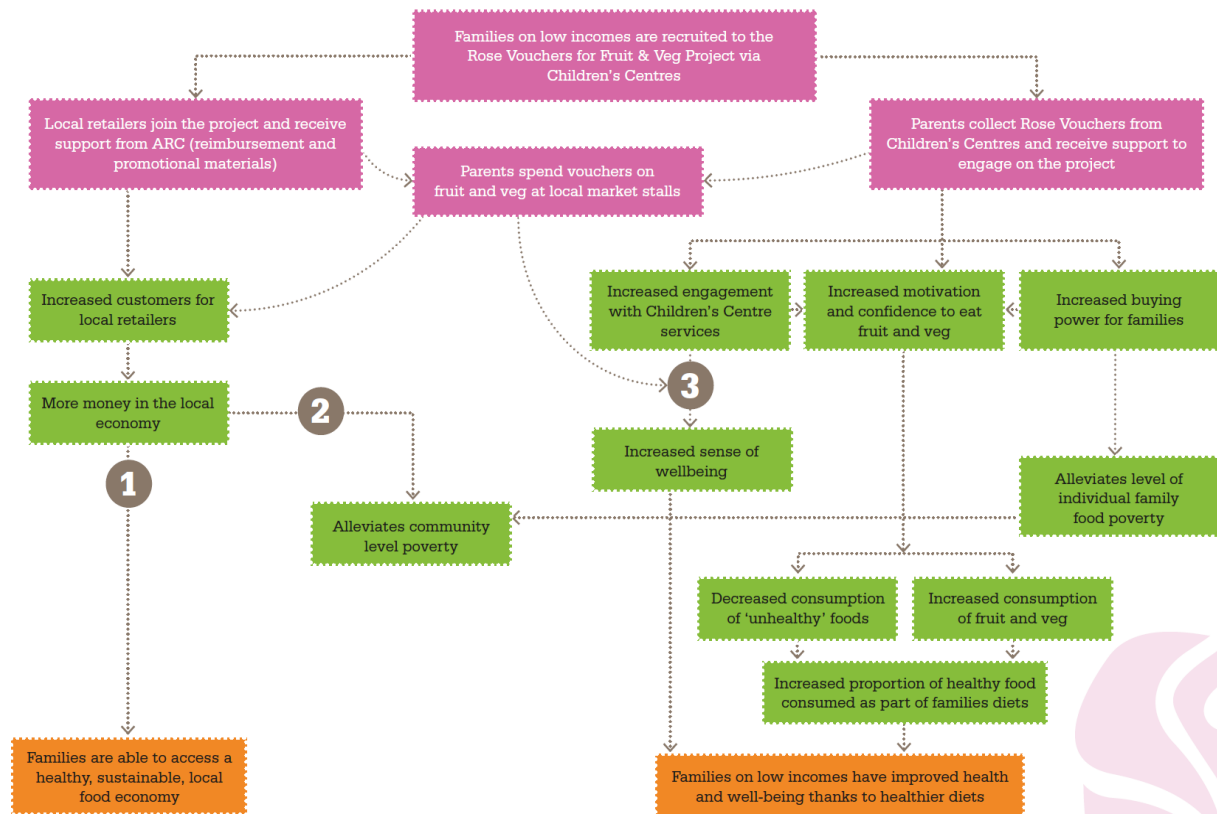 Families on low incomes are recruited to the
Rose Vouchers for Fruit & Veg Project via
Children's Centres
Local retailers join the project and receive
support from ARC (reimbursement and
promotional materials)
Parents spend vouchers on
fruit and veg at local market stalls
Parents collect Rose Vouchers from
Children's Centres and receive support to
engage on the project
Increased customers for
local retailers
Increased engagement
with Children's Centre
services
Increased motivation
and confidence to eat
fruit and veg
Increased buying
power for families
More money in the local
economy
2
3
1
Increased sense of
wellbeing
Alleviates community
level poverty
Alleviates level of
individual family
food poverty
Decreased consumption
of 'unhealthy' foods
Increased consumption
of fruit and veg
Increased proportion of healthy food
consumed as part of families diets
Families are able to access a
healthy, sustainable, local
food economy
Families on low incomes have improved health
and well-being thanks to healthier diets